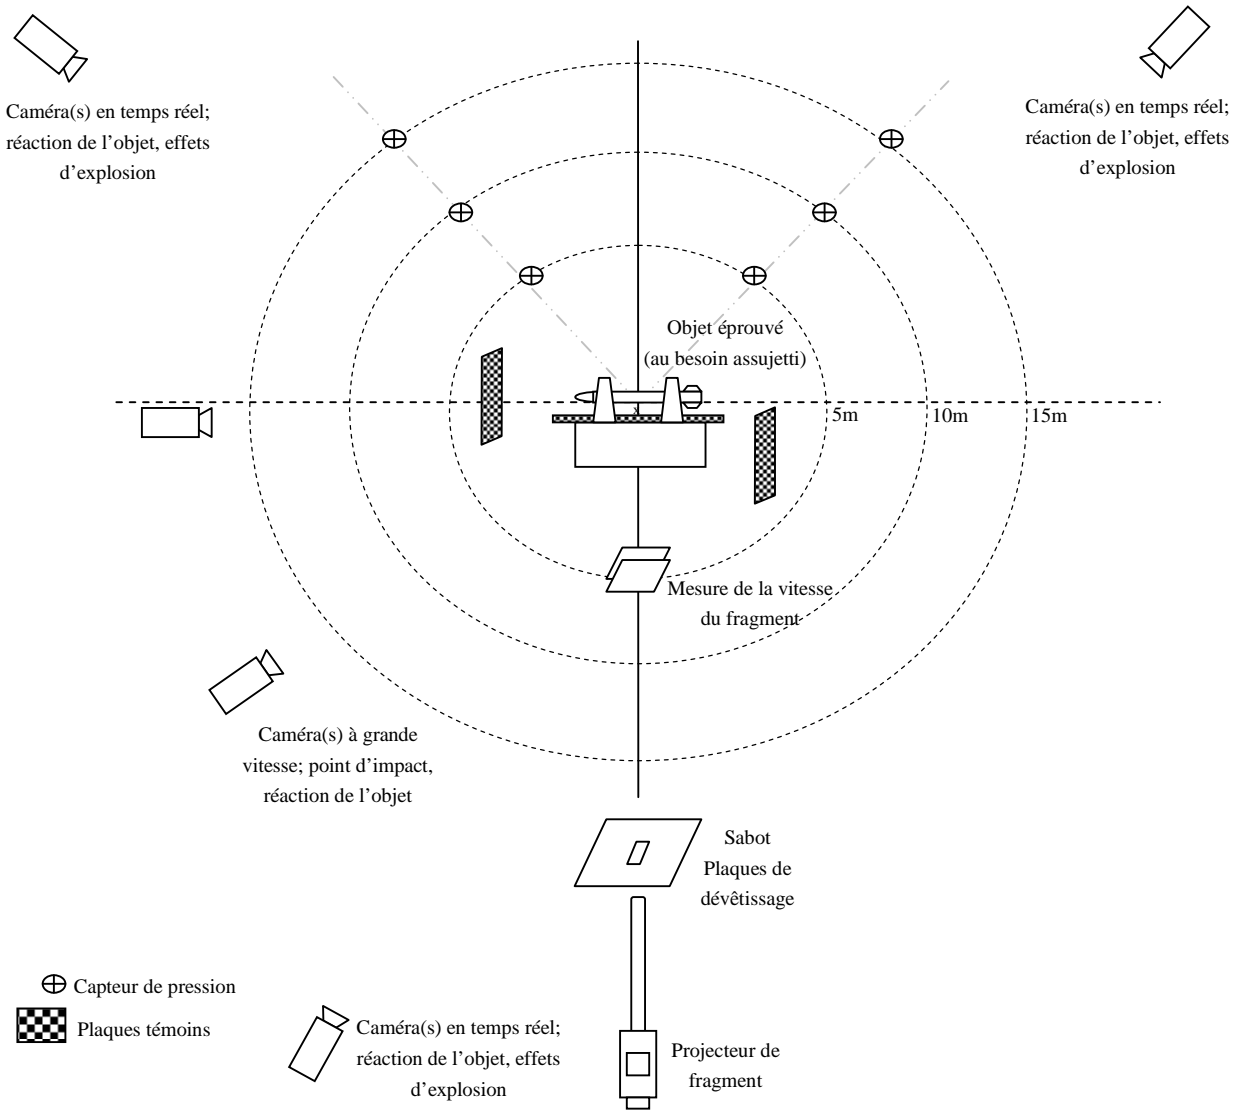 Caméra(s) en temps réel;
réaction de l'objet, effets
d'explosion
Caméra(s) en temps réel;
réaction de l'objet, effets
d'explosion
Objet éprouvé
(au besoin assujetti)
x
5m
10m
15m
Mesure de la vitesse
du fragment
Caméra(s) à grande
vitesse; point d'impact,
réaction de l'objet
Sabot
Plaques de
dévêtissage
Capteur de pression
Plaques témoins
Caméra(s) en temps réel;
réaction de l'objet, effets
d'explosion
Projecteur de
fragment